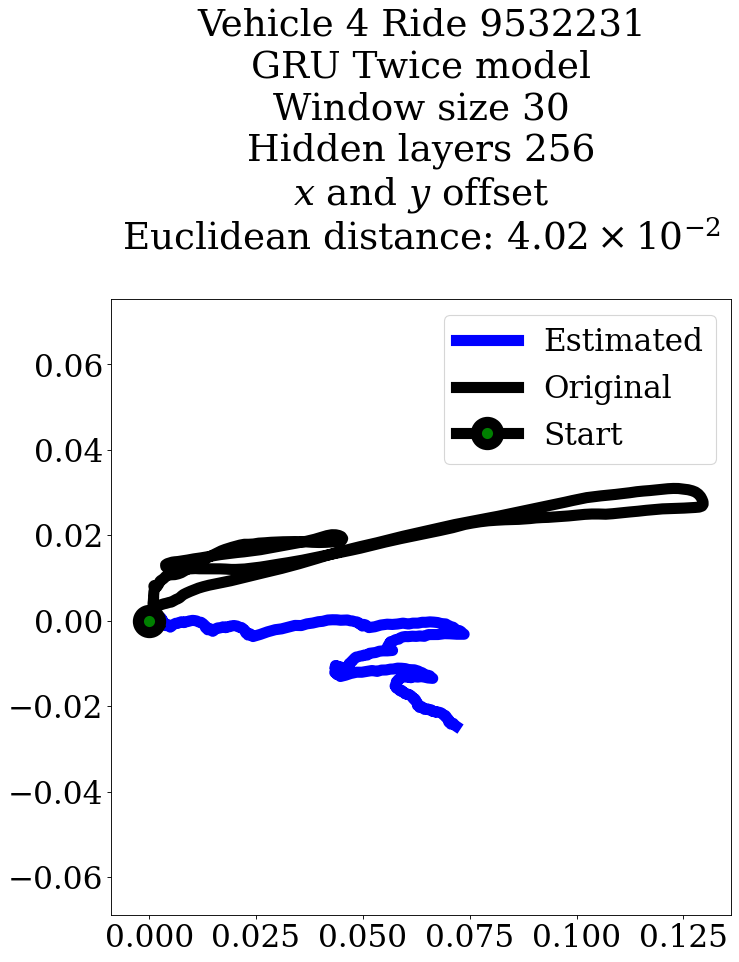 Vehicle 4 Ride 9532231
GRU Twice model
Window size 30
Hidden layers 256
x and y offset
Euclidean distance: 4.02 × 10⁻²
Estimated
Original
Start
0.06
0.04
0.02
0.00
−0.02
−0.04
−0.06
0.000 0.025 0.050 0.075 0.100 0.125